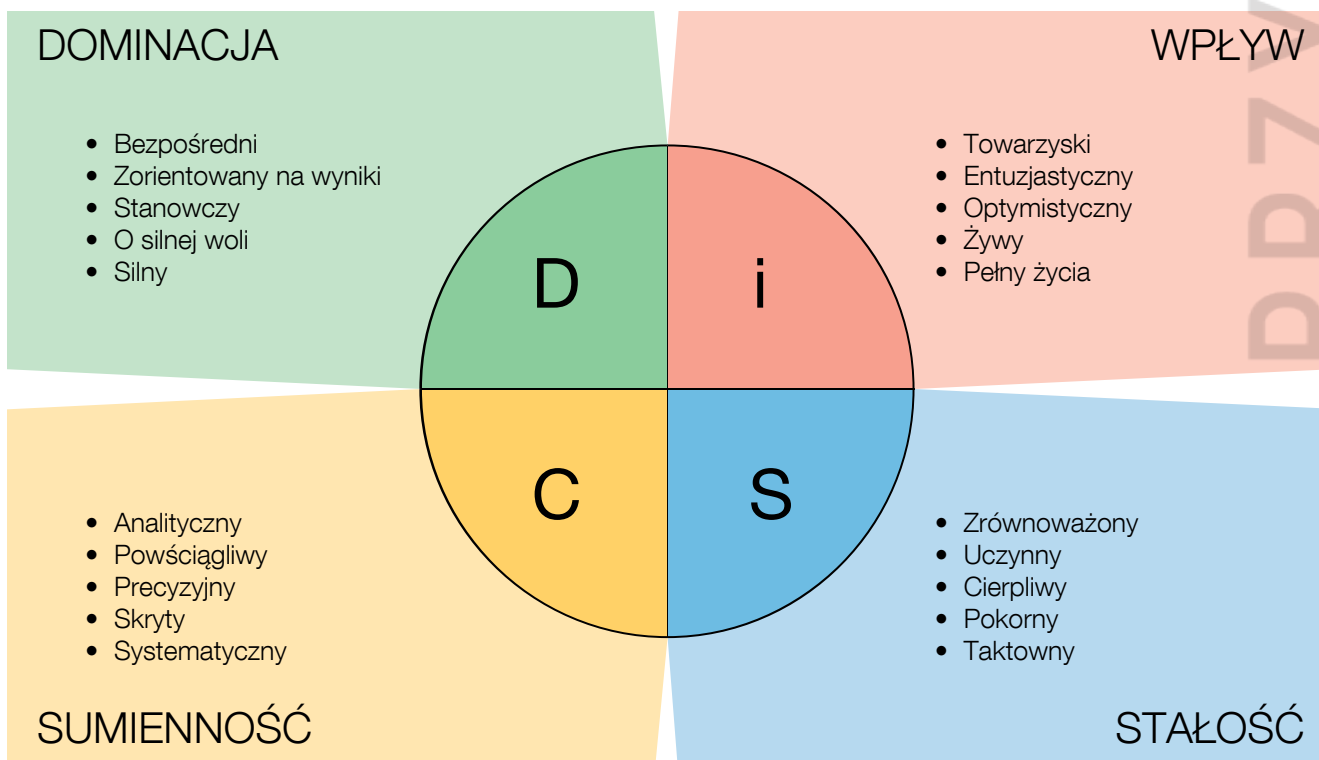 DOMINACJA
• Bezpośredni
• Zorientowany na wyniki
• Stanowczy
• O silnej woli
• Silny
WPŁYW
• Towarzyski
• Entuzjastyczny
• Optymistyczny
• Żywy
• Pełny życia
D
i
C
S
• Analityczny
• Powściągliwy
• Precyzyjny
• Skryty
• Systematyczny
SUMIENNOŚĆ
• Zrównoważony
• Uczynny
• Cierpliwy
• Pokorny
• Taktowny
STAŁOŚĆ